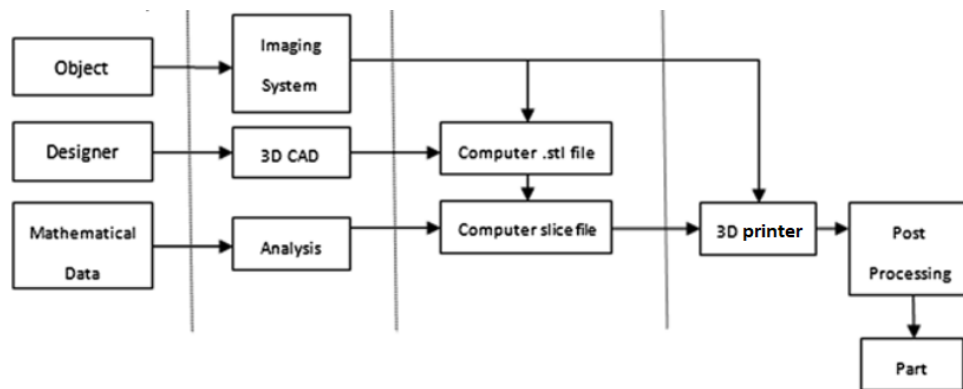 Object
Imaging
System
Designer
3D CAD
Computer .stl file
Mathematical
Data
Analysis
Computer slice file
3D printer
Post
Processing
Part